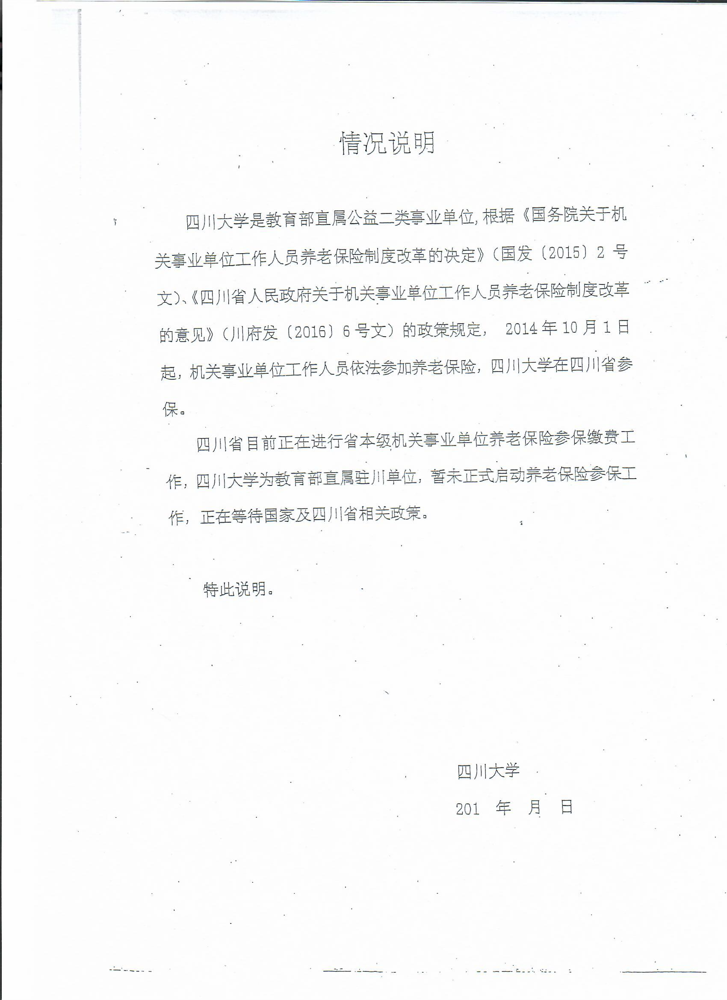 情况说明
四川大学是教育部直属公益二类事业单位,根据《国务院关于机
关事业单位工作人员养老保险制度改革的决定》（国发〔2015〕2 号
文）、《四川省人民政府关于机关事业单位工作人员养老保险制度改革
的意见》（川府发〔2016〕6 号文）的政策规定， 2014 年 10 月 1 日
起，机关事业单位工作人员依法参加养老保险，四川大学在四川省参
保。
四川省目前正在进行省本级机关事业单位养老保险参保缴费工
作，四川大学为教育部直属驻川单位，暂未正式启动养老保险参保工
作，正在等待国家及四川省相关政策。
特此说明。
四川大学
201 年 月 日